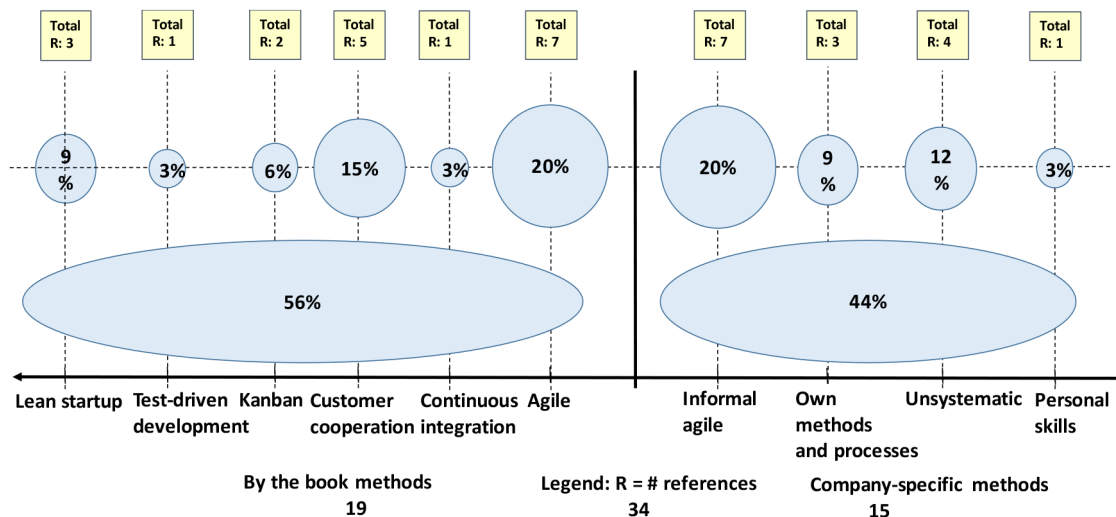 Total
R: 3
Total
R: 1
Total
R: 2
Total
R: 5
Total
R: 1
Total
R: 7
Total
R: 7
Total
R: 3
Total
R: 4
Total
R: 1
9
%
3%
6%
15%
3%
20%
20%
9
%
12
%
3%
56%
44%
Lean startup
Test-driven
development
Kanban
Customer
cooperation
Continuous
integration
Agile
Informal
agile
Own
methods
and processes
Unsystematic
Personal
skills
By the book methods
19
Legend: R = # references
34
Company-specific methods
15